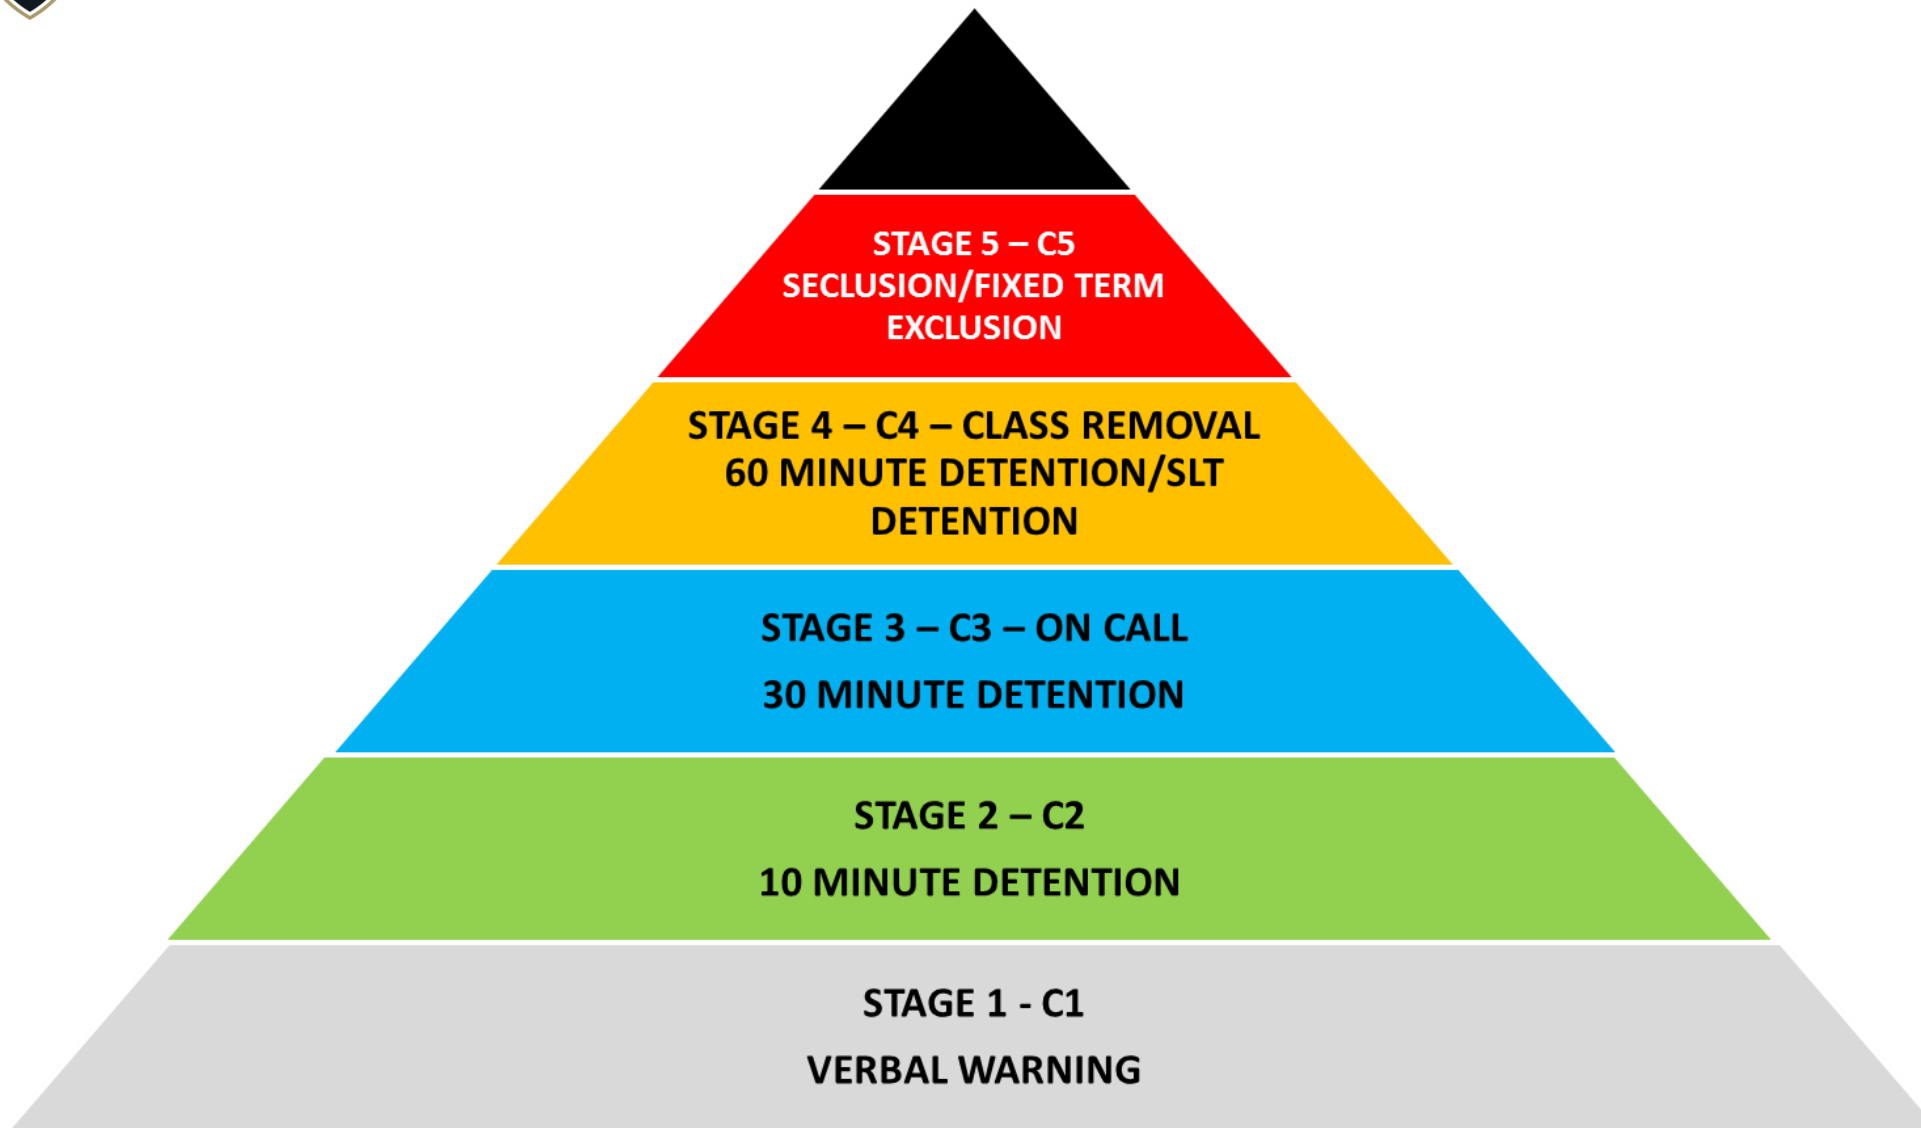 STAGE 5 – C5
SECLUSION/FIXED TERM
EXCLUSION
STAGE 4 – C4 – CLASS REMOVAL
60 MINUTE DETENTION/SLT
DETENTION
STAGE 3 – C3 – ON CALL
30 MINUTE DETENTION
STAGE 2 – C2
10 MINUTE DETENTION
STAGE 1 - C1
VERBAL WARNING